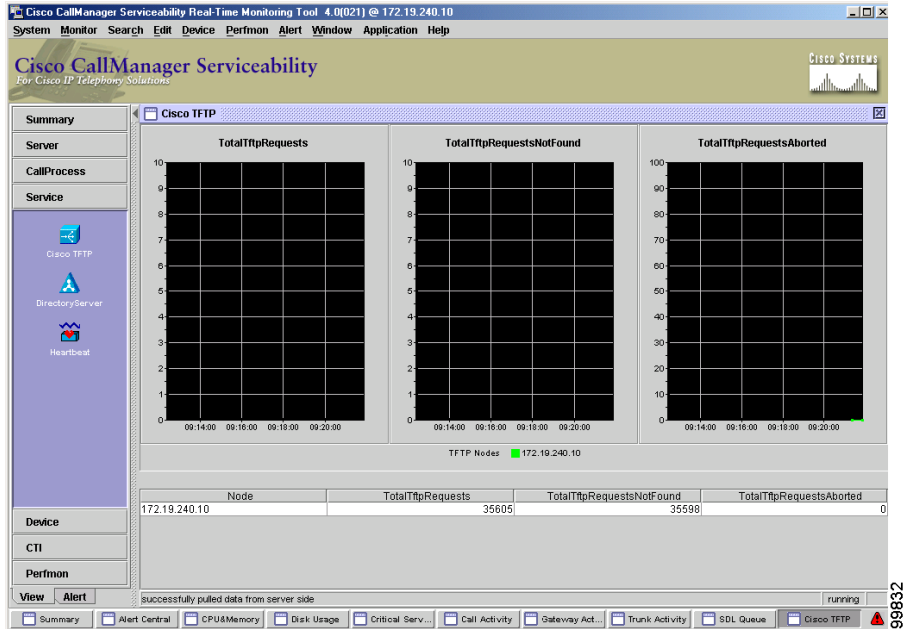 Cisco CallManager Serviceability Real-Time Monitoring Tool 4.0(021) @ 172.19.240.10
System Monitor Search Edit Device Perfmon Alert Window Application Help
Cisco CallManager Serviceability
For Cisco IP Telephony Solutions
CISCO SYSTEMS
Summary
Server
CallProcess
Service
Cisco TFTP
DirectoryServer
Heartbeat
Device
CTI
Perfmon
View Alert
Cisco TFTP
TotalTftpRequests
10
9
8
7
6
5
4
3
2
1
0
09:14:00 09:16:00 09:18:00 09:20:00
TotalTftpRequestsNotFound
10
9
8
7
6
5
4
3
2
1
0
09:14:00 09:16:00 09:18:00 09:20:00
TotalTftpRequestsAborted
100
90
80
70
60
50
40
30
20
10
0
09:14:00 09:16:00 09:18:00 09:20:00
TFTP Nodes 172.19.240.10
Node TotalTftpRequests TotalTftpRequestsNotFound TotalTftpRequestsAborted
172.19.240.10 35605 35598 0
successfully pulled data from server side running
Summary Alert Central CPU&Memory Disk Usage Critical Serv... Call Activity Gateway Act... Trunk Activity SDL Queue Cisco TFTP
99832